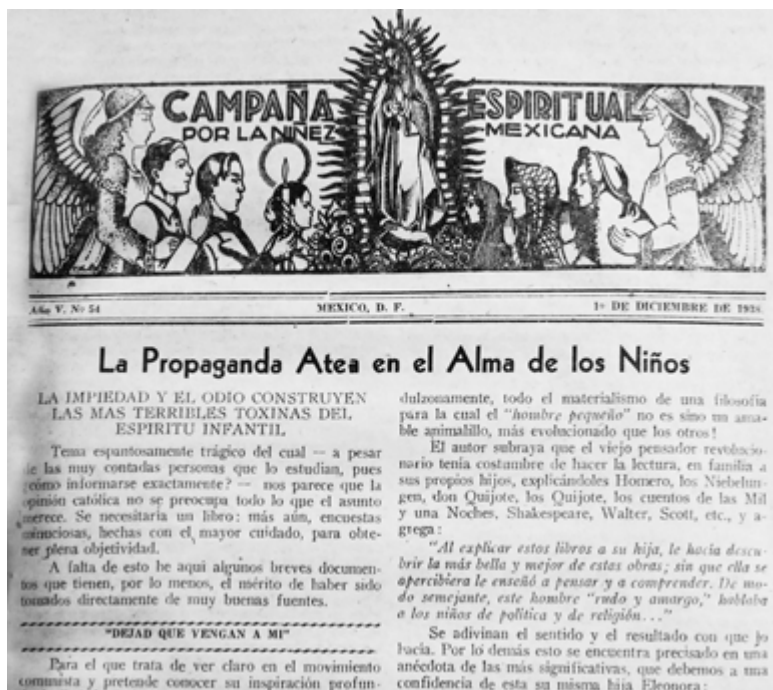 CAMPAÑA ESPIRITUAL
POR LA NIÑEZ MEXICANA
Año V. Nº 54
MEXICO, D. F.
1º DE DICIEMBRE DE 1938.
La Propaganda Atea en el Alma de los Niños
LA IMPIEDAD Y EL ODIO CONSTRUYEN
LAS MAS TERRIBLES TOXINAS DEL
ESPIRITU INFANTIL
Tema espantosamente trágico del cual — a pesar
de las muy contadas personas que lo estudian, pues
¿cómo informarse exactamente? — nos parece que la
opinión católica no se preocupa todo lo que el asunto
merece. Se necesitaria un libro: más aún, encuestas
minuciosas, hechas con el mayor cuidado, para obte-
ner plena objetividad.
A falta de esto he aqui algunos breves documen-
tos que tienen, por lo menos, el mérito de haber sido
tomados directamente de muy buenas fuentes.
"DEJAD QUE VENGAN A MI"
Para el que trata de ver claro en el movimiento
comunista y pretende conocer su inspiración profun-
dulzonamente, todo el materialismo de una filosofía
para la cual el "hombre pequeño" no es sino un ama-
ble animalillo, más evolucionado que los otros!
El autor subraya que el viejo pensador revolucio-
nario tenía costumbre de hacer la lectura, en familia a
sus propios hijos, explicándoles Homero, los Niebelun-
gen, don Quijote, los Quijote, los cuentos de las Mil
y una Noches, Shakespeare, Walter, Scott, etc., y a-
grega:
"Al explicar estos libros a su hija, le hacía descu-
brir la más bella y mejor de estas obras; sin que ella se
apercibiera le enseñó a pensar y a comprender. De mo-
do semejante, este hombre "rudo y amargo," hablaba
a los niños de política y de religión..."
Se adivinan el sentido y el resultado con que lo
hacía. Por lo demás esto se encuentra precisado en una
anécdota de las más significativas, que debemos a una
confidencia de esta su misma hija Eleonora: